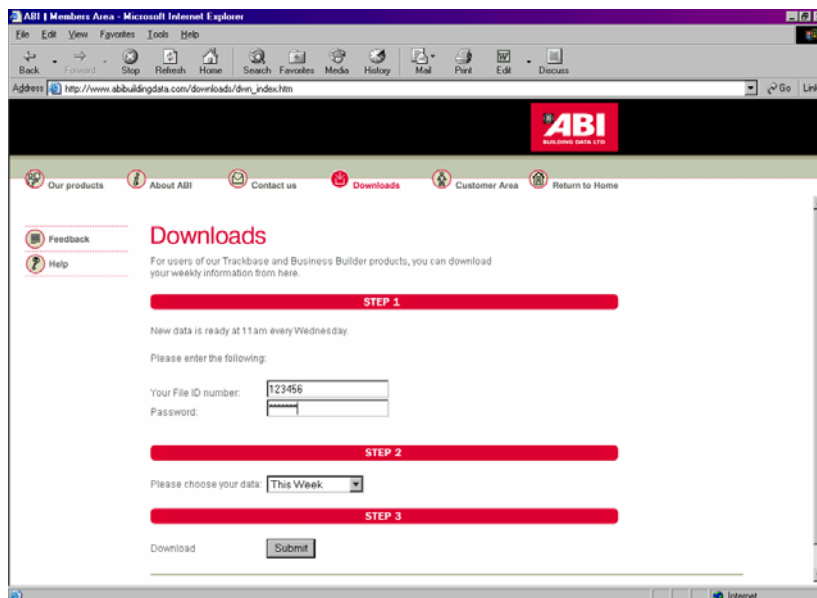 ABI | Members Area - Microsoft Internet Explorer
File Edit View Favorites Tools Help
Back Forward Stop Refresh Home Search Favorites Media History Mail Print Edit Discuss
Address http://www.abibuildingdata.com/downloads/dwn_index.htm Go Link
ABI
BUILDING DATA LTD
Our products About ABI Contact us Downloads Customer Area Return to Home
Feedback
Help
Downloads
For users of our Trackbase and Business Builder products, you can download
your weekly information from here.
STEP 1
New data is ready at 11am every Wednesday.
Please enter the following:
Your File ID number: 123456
Password: *******
STEP 2
Please choose your data: This Week
STEP 3
Download Submit
Internet